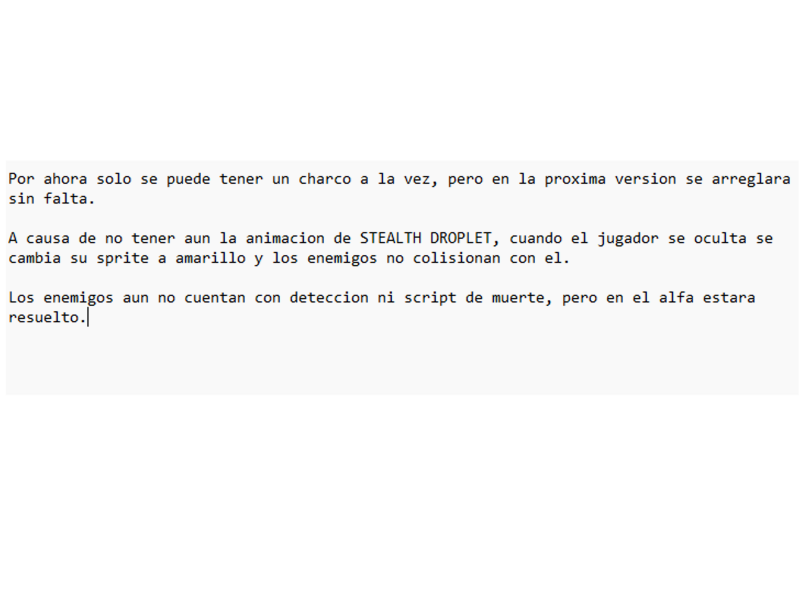 Por ahora solo se puede tener un charco a la vez, pero en la proxima version se arreglara
sin falta.
A causa de no tener aun la animacion de STEALTH DROPLET, cuando el jugador se oculta se
cambia su sprite a amarillo y los enemigos no colisionan con el.
Los enemigos aun no cuentan con deteccion ni script de muerte, pero en el alfa estara
resuelto.